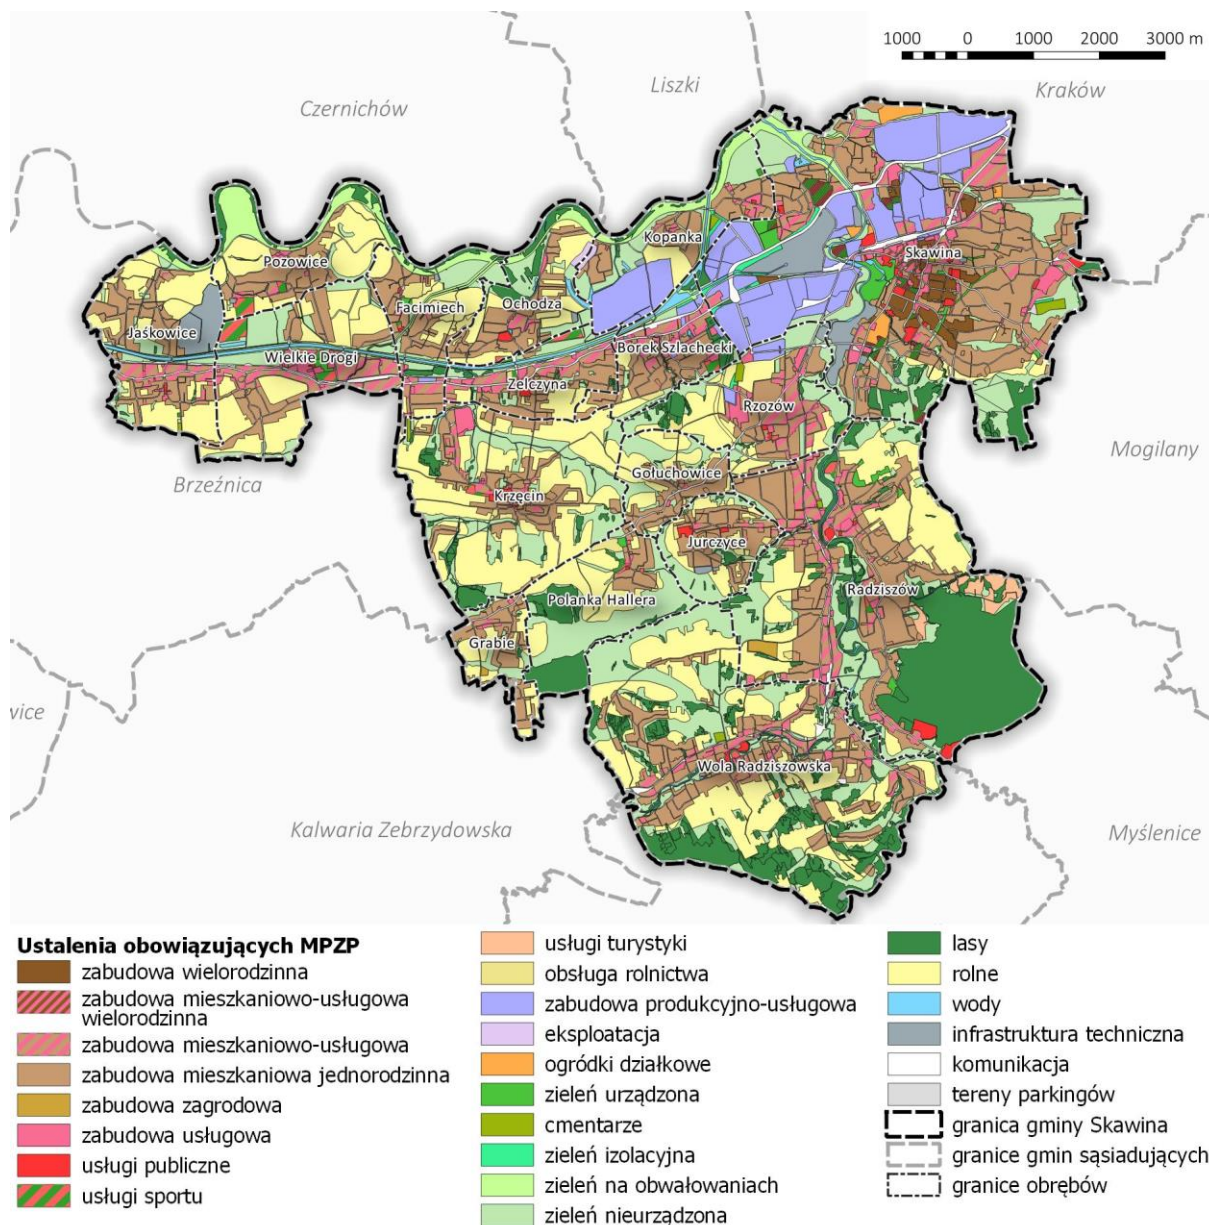 1000 0 1000 2000 3000 m
Liszki
Kraków
Czernichów
Kopanka
Skawina
Pozowice
Facimiech
Ochodza
Jaśkowice
Wielkie Drogi
Borek Szlachecki
Zelczyna
Rzozów
Mogilany
Gołuchowice
Brzeźnica
Krzęcin
Jurczyce
Radziszów
Polanka Hallera
Grabie
wice
Wola Radziszowska
Kalwaria Zebrzydowska
Myślenice
Ustalenia obowiązujących MPZP
zabudowa wielorodzinna
zabudowa mieszkaniowo-usługowa
wielorodzinna
zabudowa mieszkaniowo-usługowa
zabudowa mieszkaniowa jednorodzinna
zabudowa zagrodowa
zabudowa usługowa
usługi publiczne
usługi sportu
usługi turystyki
obsługa rolnictwa
zabudowa produkcyjno-usługowa
eksploatacja
ogródki działkowe
zieleń urządzona
cmentarze
zieleń izolacyjna
zieleń na obwałowaniach
zieleń nieurządzona
lasy
rolne
wody
infrastruktura techniczna
komunikacja
tereny parkingów
granica gminy Skawina
granice gmin sąsiadujących
granice obrębów